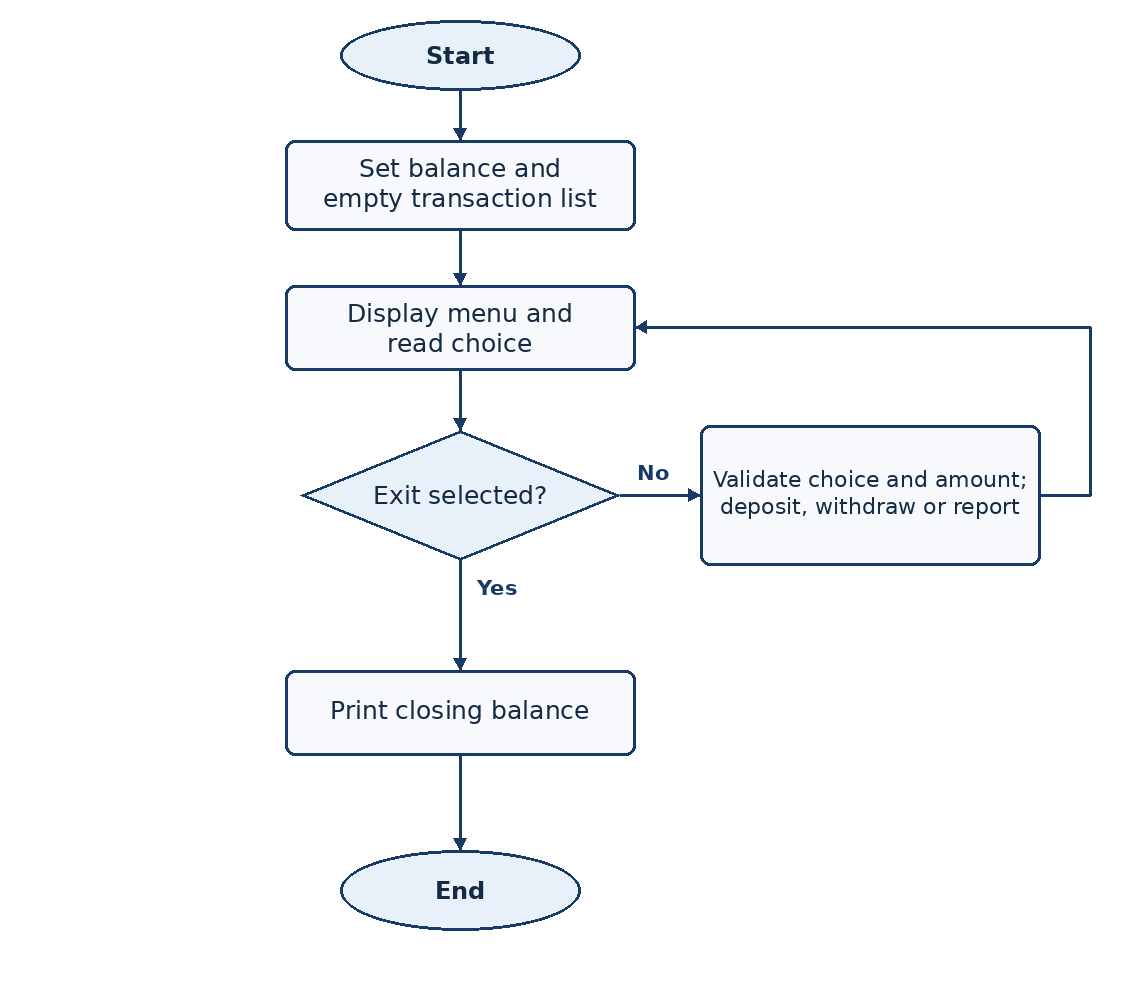 Start
Set balance and
empty transaction list
Display menu and
read choice
Exit selected?
No
Validate choice and amount;
deposit, withdraw or report
Yes
Print closing balance
End